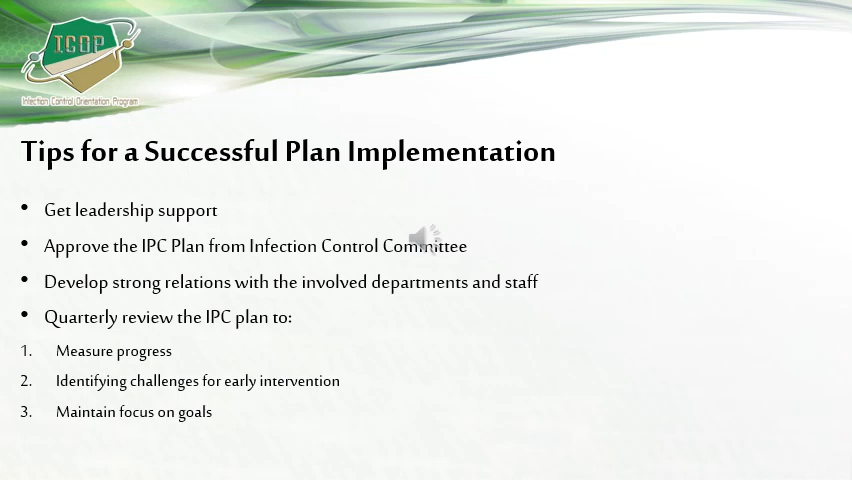 I.C.O.P
Infection Control Orientation Program
Tips for a Successful Plan Implementation
• Get leadership support
• Approve the IPC Plan from Infection Control Committee
• Develop strong relations with the involved departments and staff
• Quarterly review the IPC plan to:
1. Measure progress
2. Identifying challenges for early intervention
3. Maintain focus on goals